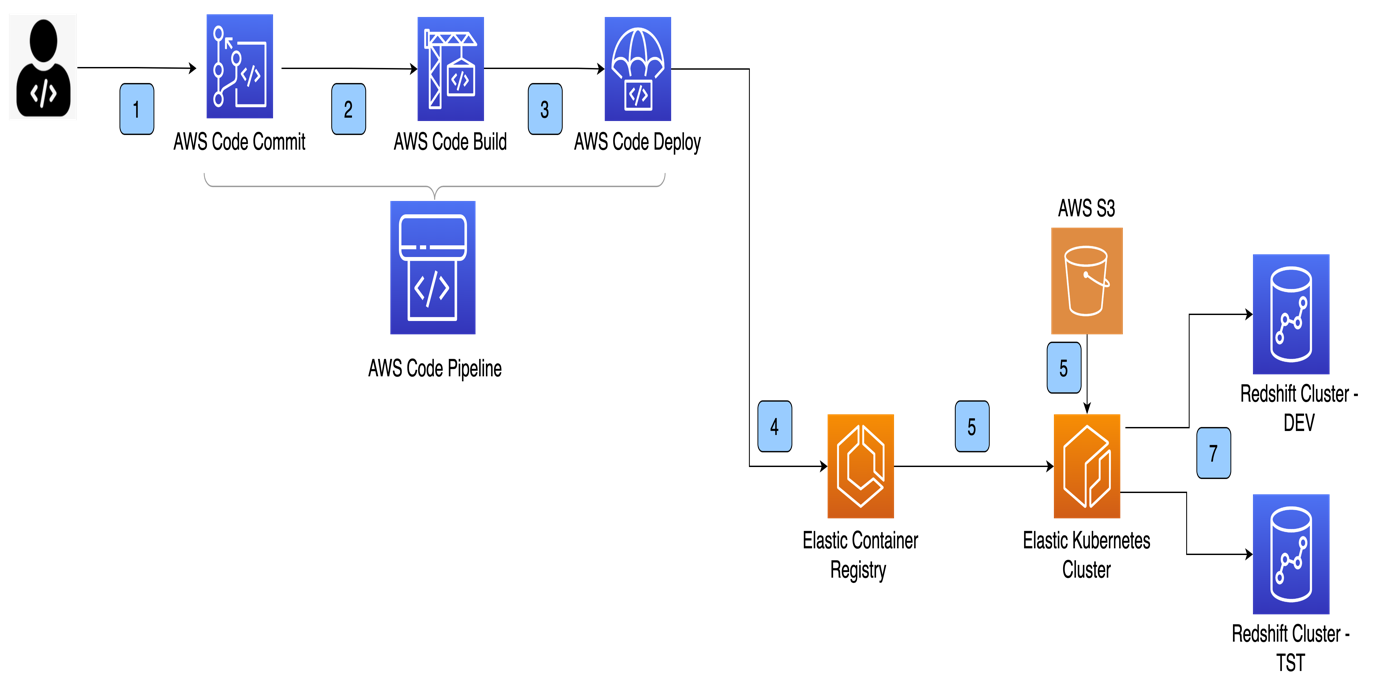 </>
1
2
3
AWS Code Commit
AWS Code Build
AWS Code Deploy
AWS Code Pipeline
AWS S3
5
4
5
7
Redshift Cluster -
DEV
Elastic Container
Registry
Elastic Kubernetes
Cluster
Redshift Cluster -
TST